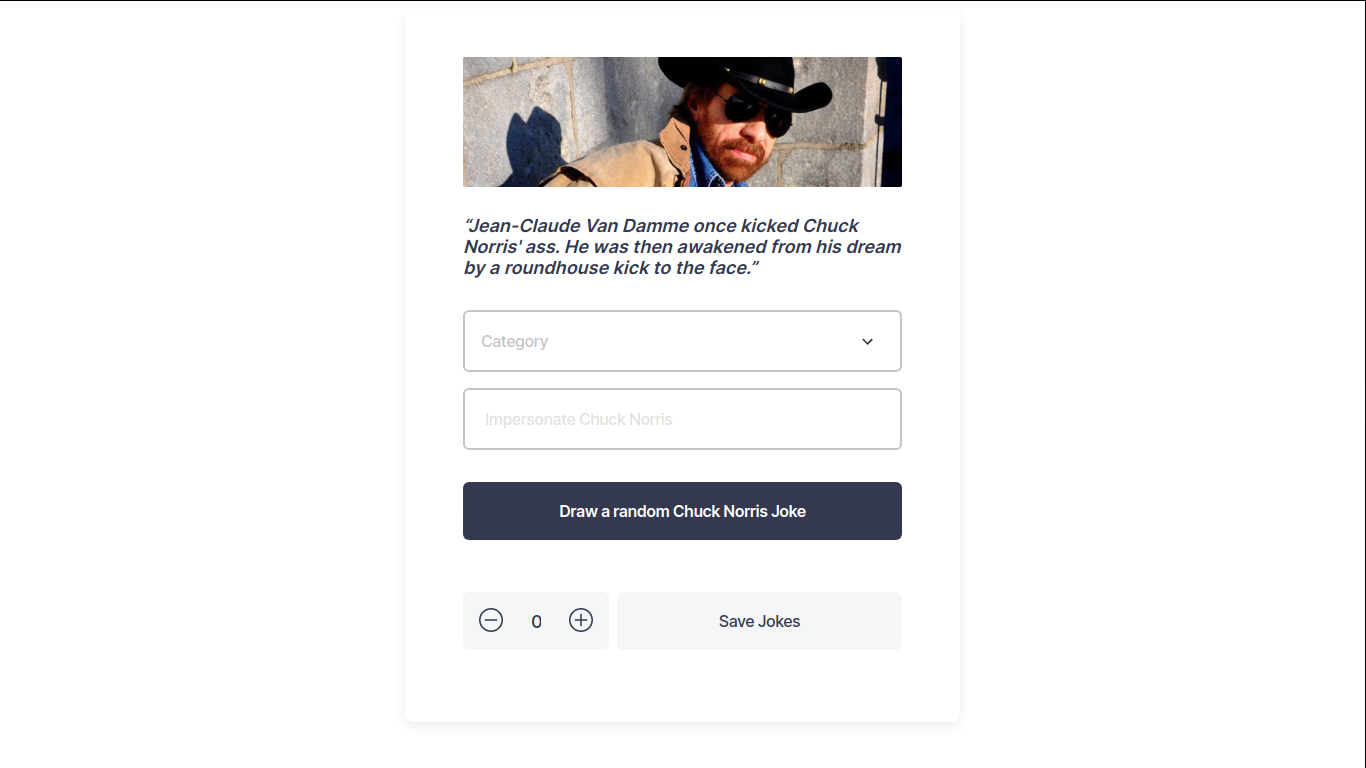 “Jean-Claude Van Damme once kicked Chuck
Norris' ass. He was then awakened from his dream
by a roundhouse kick to the face.”
Category
Impersonate Chuck Norris
Draw a random Chuck Norris Joke
0
Save Jokes